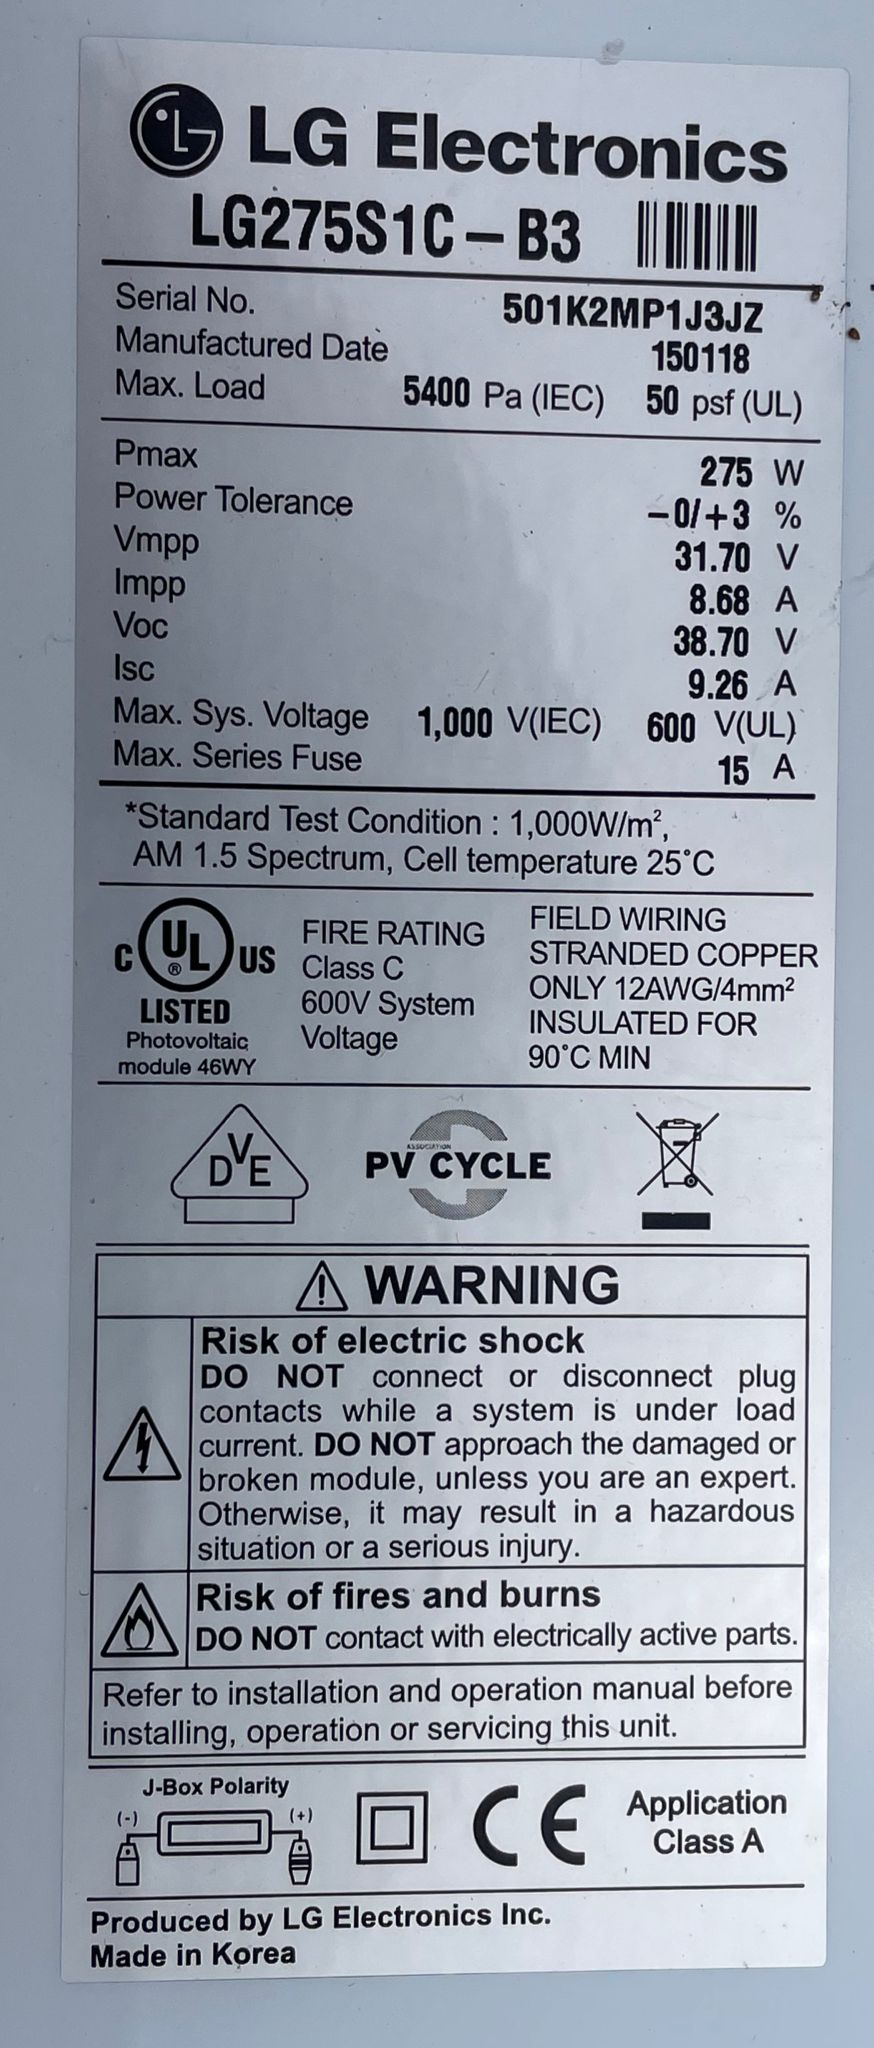 LG LG Electronics
LG275S1C – B3
Serial No. 501K2MP1J3JZ
Manufactured Date 150118
Max. Load 5400 Pa (IEC) 50 psf (UL)
Pmax 275 W
Power Tolerance –0/+3 %
Vmpp 31.70 V
Impp 8.68 A
Voc 38.70 V
Isc 9.26 A
Max. Sys. Voltage 1,000 V(IEC) 600 V(UL)
Max. Series Fuse 15 A
*Standard Test Condition : 1,000W/m²,
AM 1.5 Spectrum, Cell temperature 25°C
C UL® US
LISTED
Photovoltaic
module 46WY
FIRE RATING
Class C
600V System
Voltage
FIELD WIRING
STRANDED COPPER
ONLY 12AWG/4mm²
INSULATED FOR
90°C MIN
DVE
ASSOCIATION
PV CYCLE
WARNING
Risk of electric shock
DO NOT connect or disconnect plug
contacts while a system is under load
current. DO NOT approach the damaged or
broken module, unless you are an expert.
Otherwise, it may result in a hazardous
situation or a serious injury.
Risk of fires and burns
DO NOT contact with electrically active parts.
Refer to installation and operation manual before
installing, operation or servicing this unit.
J-Box Polarity
(-) (+)
CE
Application
Class A
Produced by LG Electronics Inc.
Made in Korea